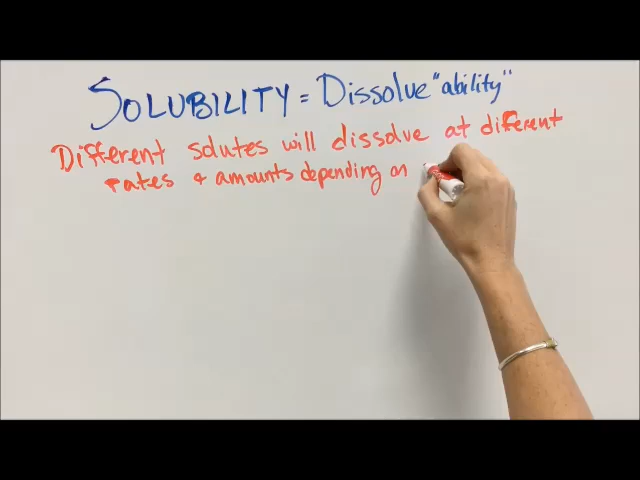 SOLUBILITY = Dissolve "ability"
Different solutes will dissolve at different
rates & amounts depending on